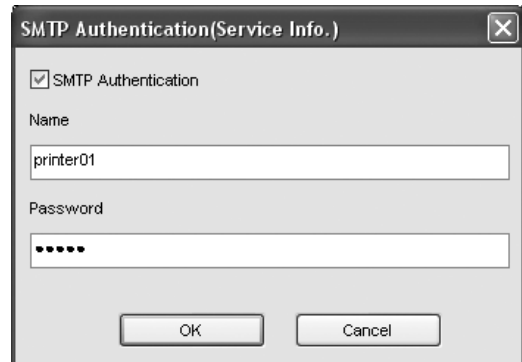 SMTP Authentication(Service Info.)
SMTP Authentication
Name
printer01
Password
•••••
OK
Cancel